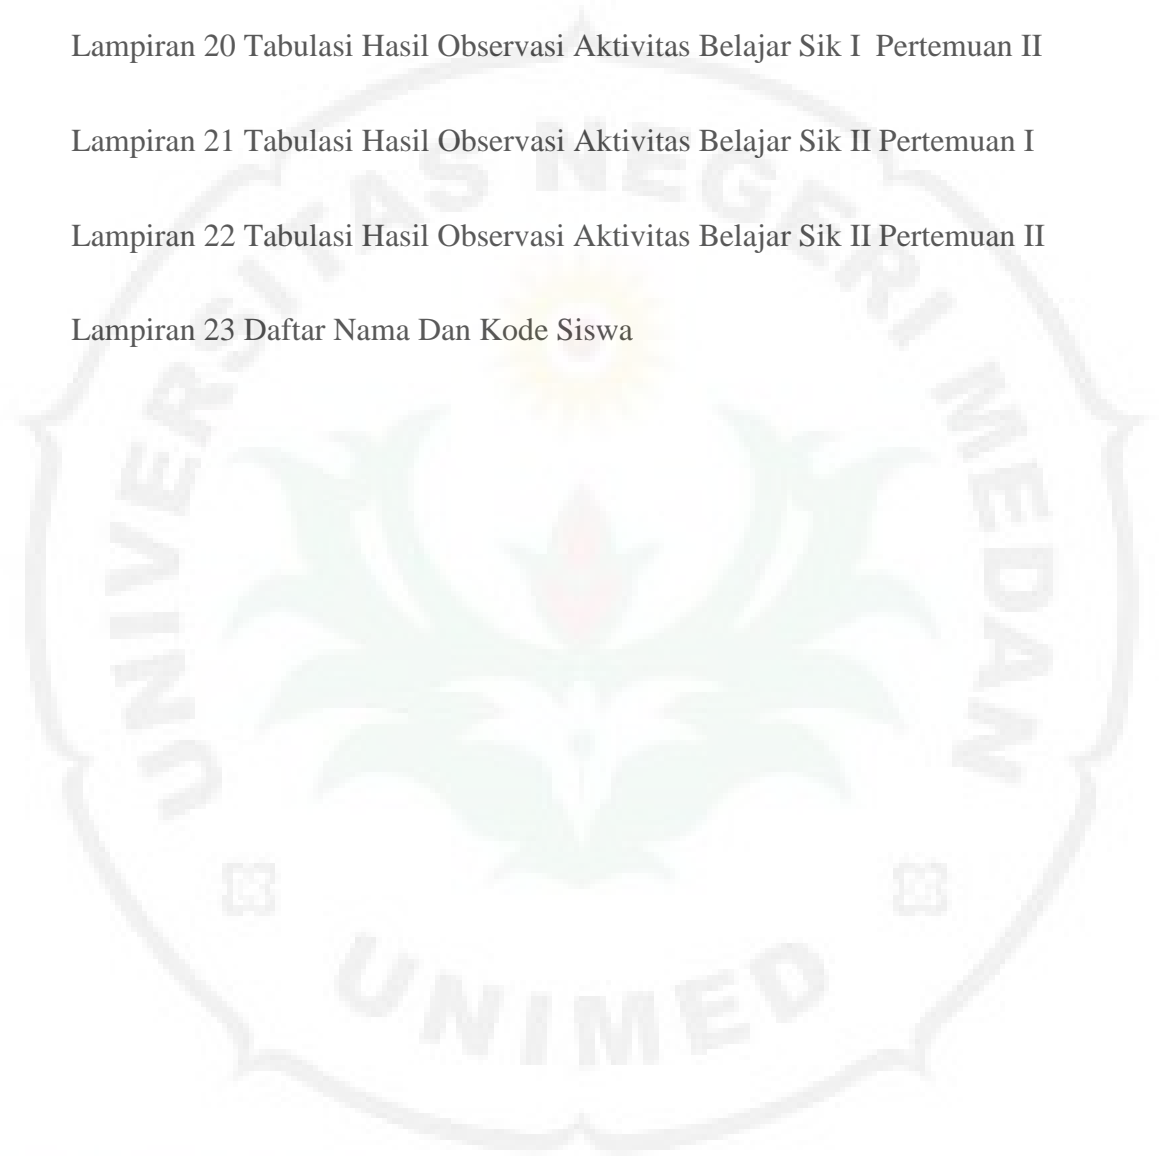 Lampiran 20 Tabulasi Hasil Observasi Aktivitas Belajar Sik I  Pertemuan II
Lampiran 21 Tabulasi Hasil Observasi Aktivitas Belajar Sik II Pertemuan I
Lampiran 22 Tabulasi Hasil Observasi Aktivitas Belajar Sik II Pertemuan II
Lampiran 23 Daftar Nama Dan Kode Siswa
UNIVERSITAS NEGERI MEDAN
UNIMED